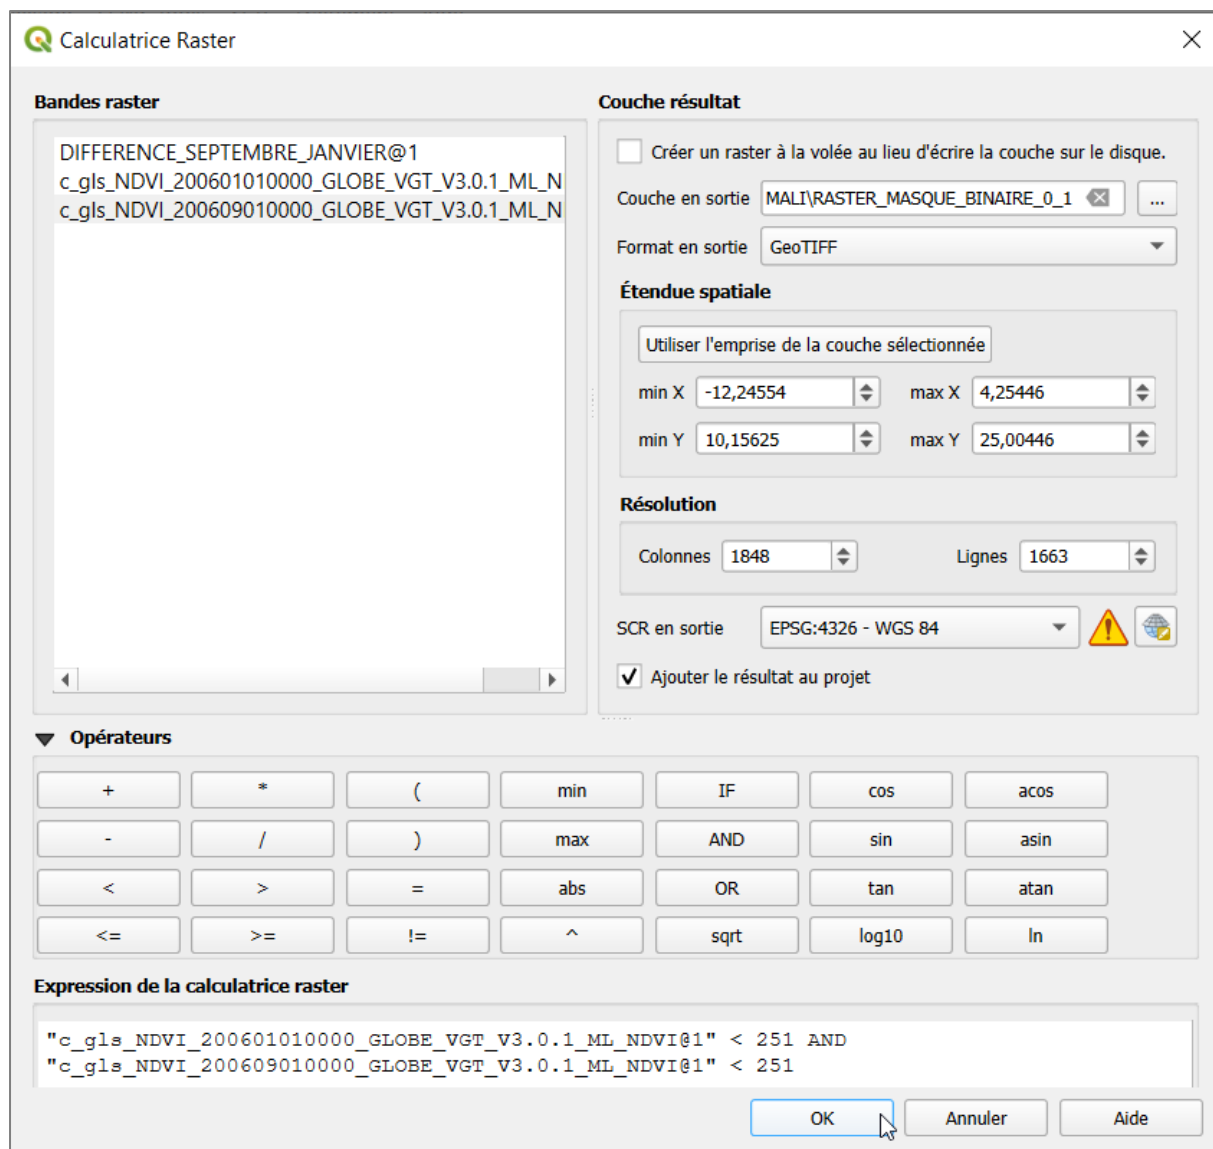 Calculatrice Raster
Bandes raster
DIFFERENCE_SEPTEMBRE_JANVIER@1
c_gls_NDVI_200601010000_GLOBE_VGT_V3.0.1_ML_N
c_gls_NDVI_200609010000_GLOBE_VGT_V3.0.1_ML_N
Couche résultat
Créer un raster à la volée au lieu d'écrire la couche sur le disque.
Couche en sortie MALI\RASTER_MASQUE_BINAIRE_0_1 ...
Format en sortie GeoTIFF
Étendue spatiale
Utiliser l'emprise de la couche sélectionnée
min X -12,24554 max X 4,25446
min Y 10,15625 max Y 25,00446
Résolution
Colonnes 1848 Lignes 1663
SCR en sortie EPSG:4326 - WGS 84
Ajouter le résultat au projet
Opérateurs
+ * ( min IF cos acos
- / ) max AND sin asin
< > = abs OR tan atan
<= >= != ^ sqrt log10 ln
Expression de la calculatrice raster
"c_gls_NDVI_200601010000_GLOBE_VGT_V3.0.1_ML_NDVI@1" < 251 AND
"c_gls_NDVI_200609010000_GLOBE_VGT_V3.0.1_ML_NDVI@1" < 251
OK Annuler Aide